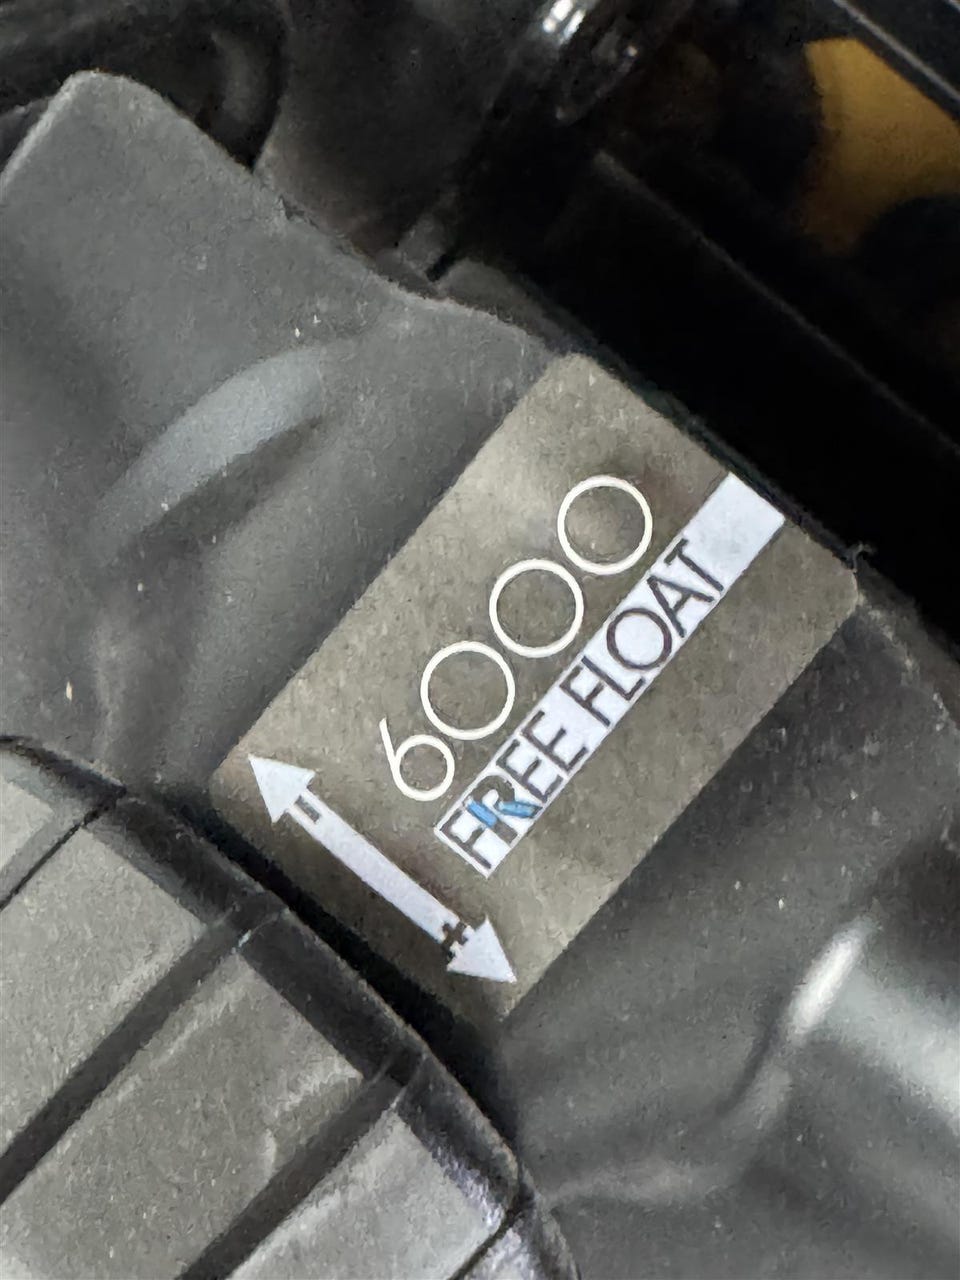 6000
FREE FLOAT
- +